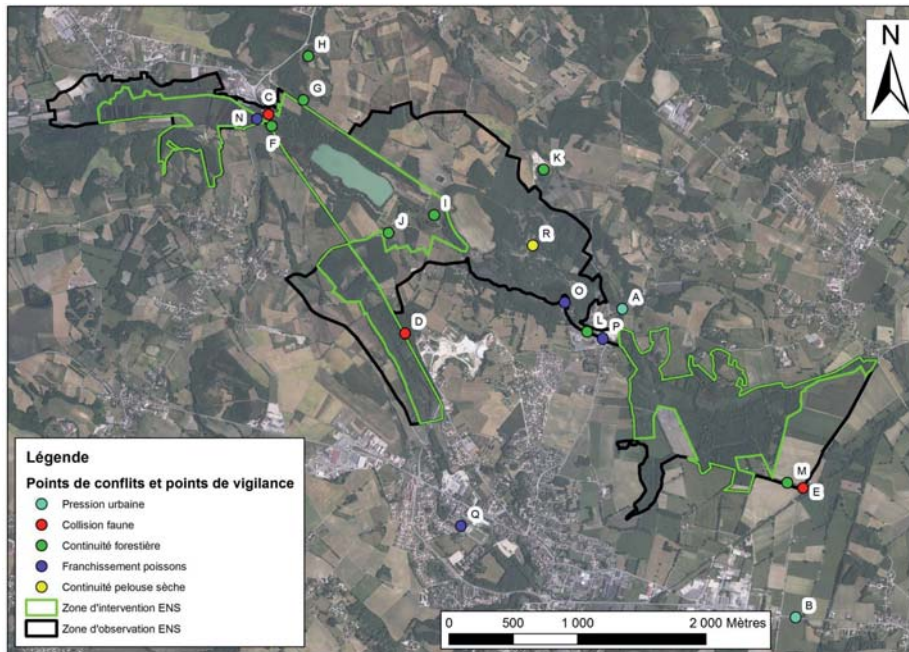 H
N
G
C
N
F
K
I
J
R
O
A
L
P
D
M
E
Q
B
Légende
Points de conflits et points de vigilance
Pression urbaine
Collision faune
Continuité forestière
Franchissement poissons
Continuité pelouse sèche
Zone d'intervention ENS
Zone d'observation ENS
0 500 1 000 2 000 Mètres